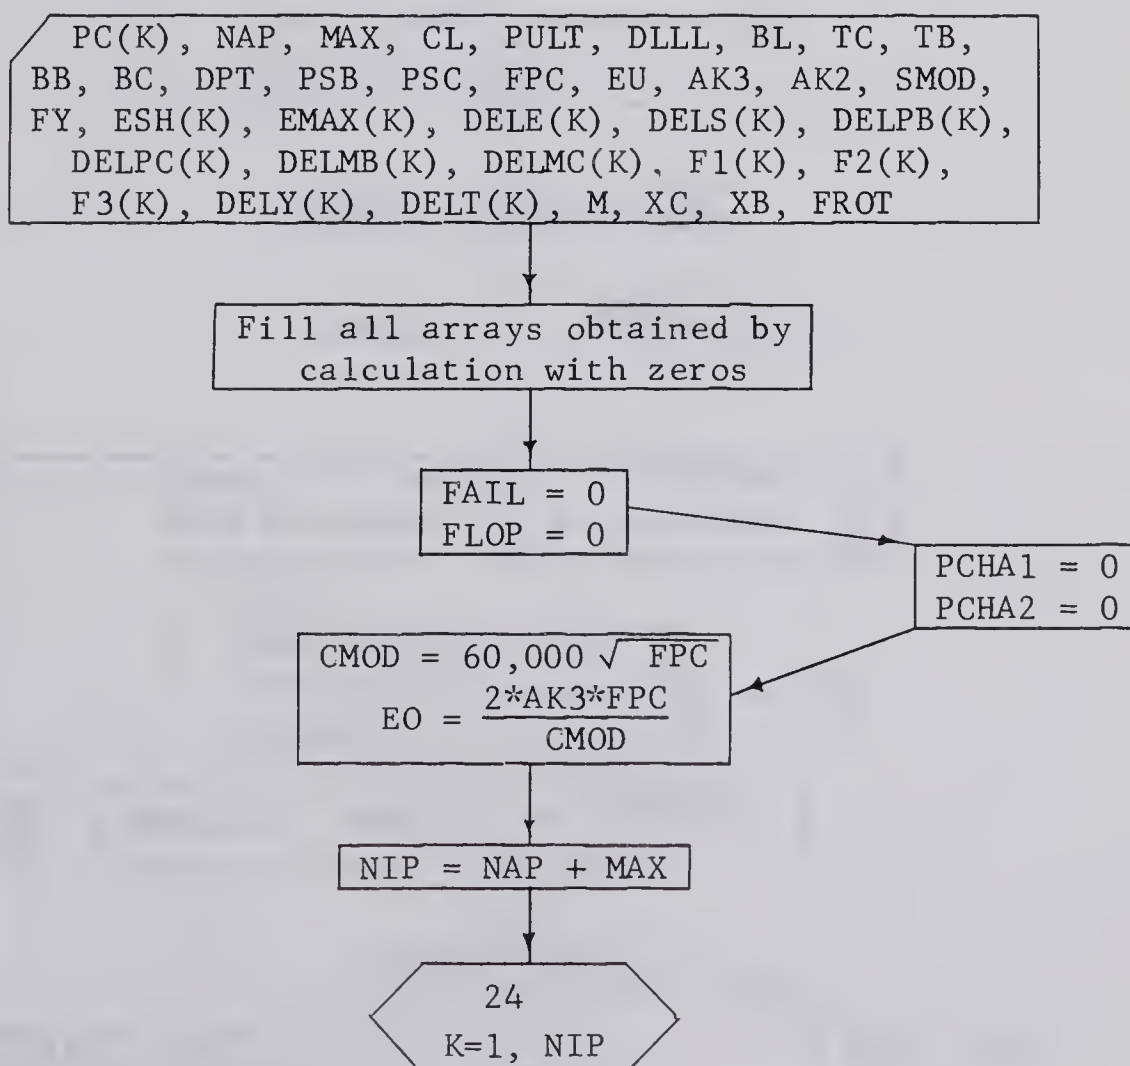 PC(K), NAP, MAX, CL, PULT, DLLL, BL, TC, TB,
BB, BC, DPT, PSB, PSC, FPC, EU, AK3, AK2, SMOD,
FY, ESH(K), EMAX(K), DELE(K), DELS(K), DELPB(K),
DELPC(K), DELMB(K), DELMC(K), F1(K), F2(K),
F3(K), DELY(K), DELT(K), M, XC, XB, FROT
Fill all arrays obtained by
calculation with zeros
FAIL = 0
FLOP = 0
PCHA1 = 0
PCHA2 = 0
CMOD = 60,000 √ FPC
EO = 2*AK3*FPC
CMOD
NIP = NAP + MAX
24
K=1, NIP